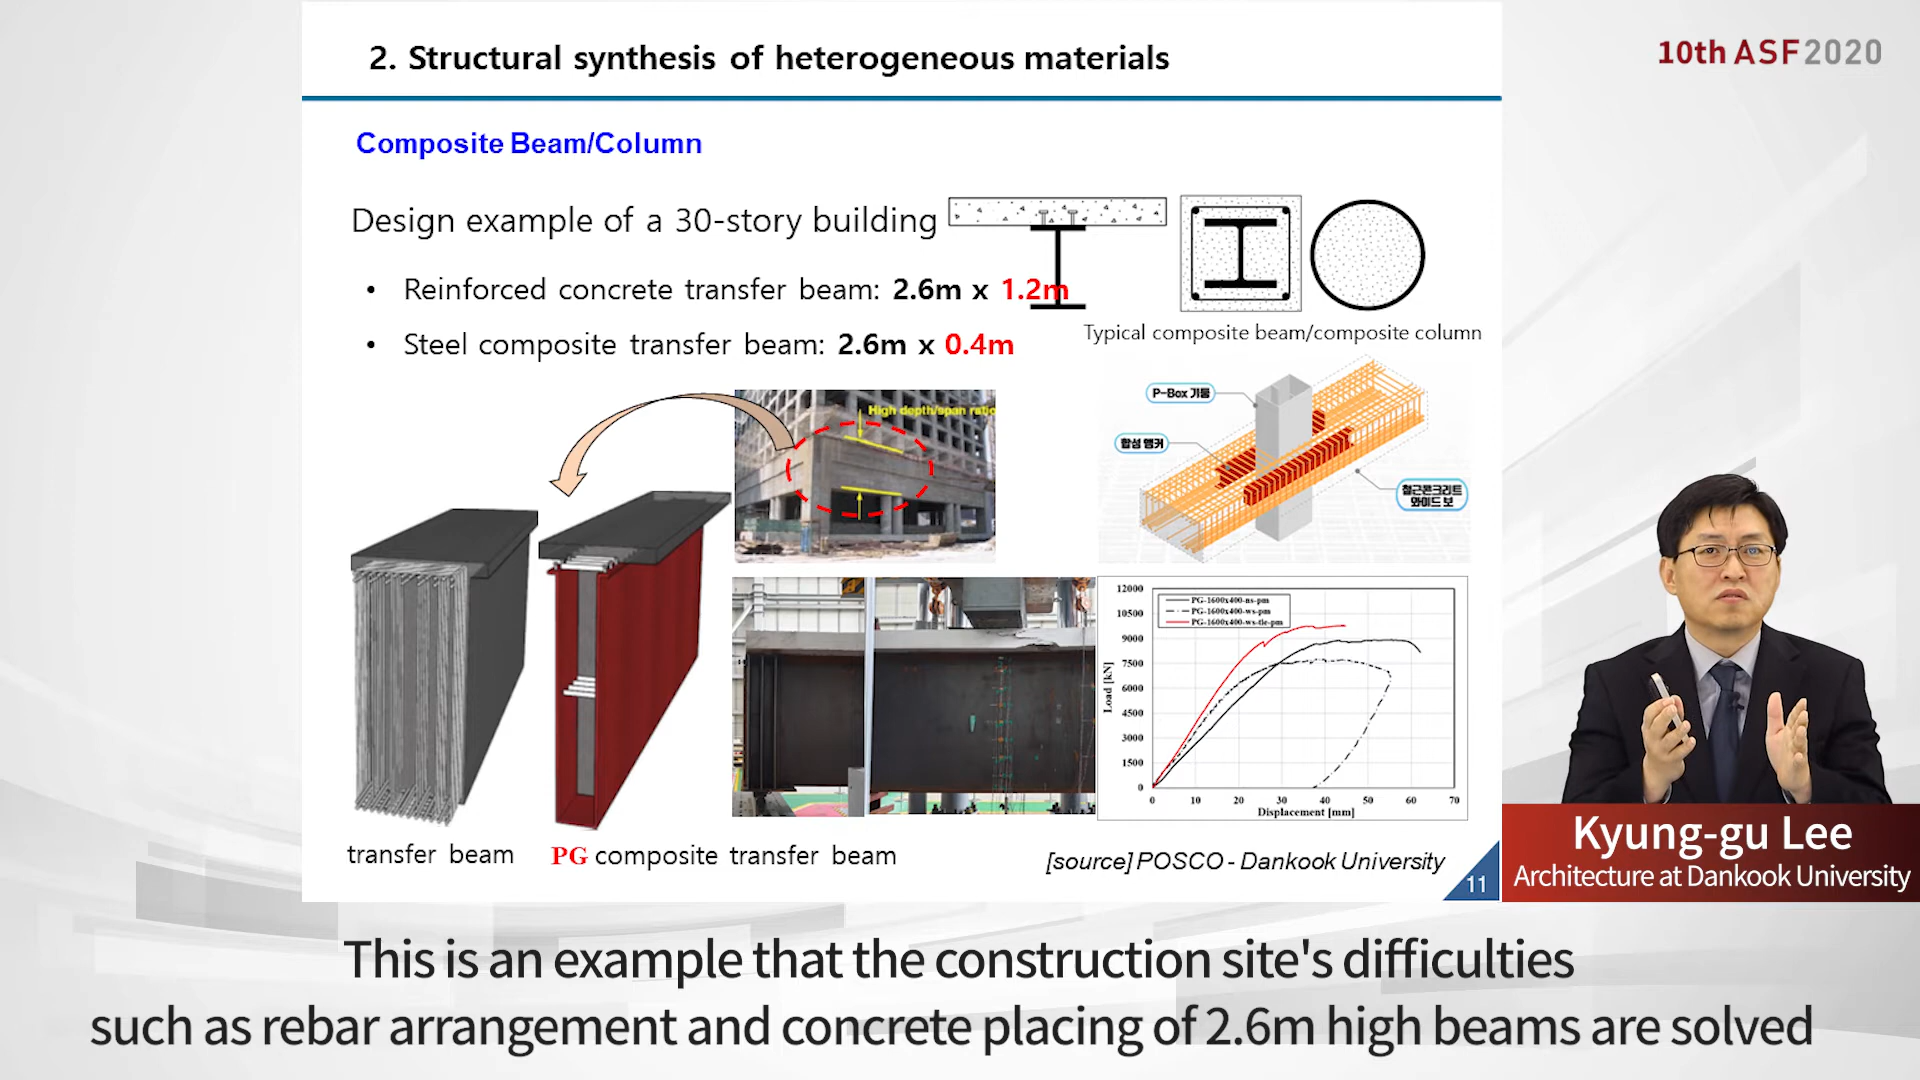 2. Structural synthesis of heterogeneous materials
10th ASF2020
Composite Beam/Column
Design example of a 30-story building
• Reinforced concrete transfer beam: 2.6m x 1.2m
• Steel composite transfer beam: 2.6m x 0.4m
Typical composite beam/composite column
High depth/span ratio
P-Box 기둥
합성 앵커
철근콘크리트
와이드 보
12000
10500
9000
7500
6000
4500
3000
1500
0
Load [kN]
PG-1600x400-ns-pm
PG-1600x400-ws-pm
PG-1600x400-ws-tie-pm
0 10 20 30 40 50 60 70
Displacement [mm]
transfer beam
PG composite transfer beam
[source] POSCO - Dankook University
11
Kyung-gu Lee
Architecture at Dankook University
This is an example that the construction site's difficulties
such as rebar arrangement and concrete placing of 2.6m high beams are solved